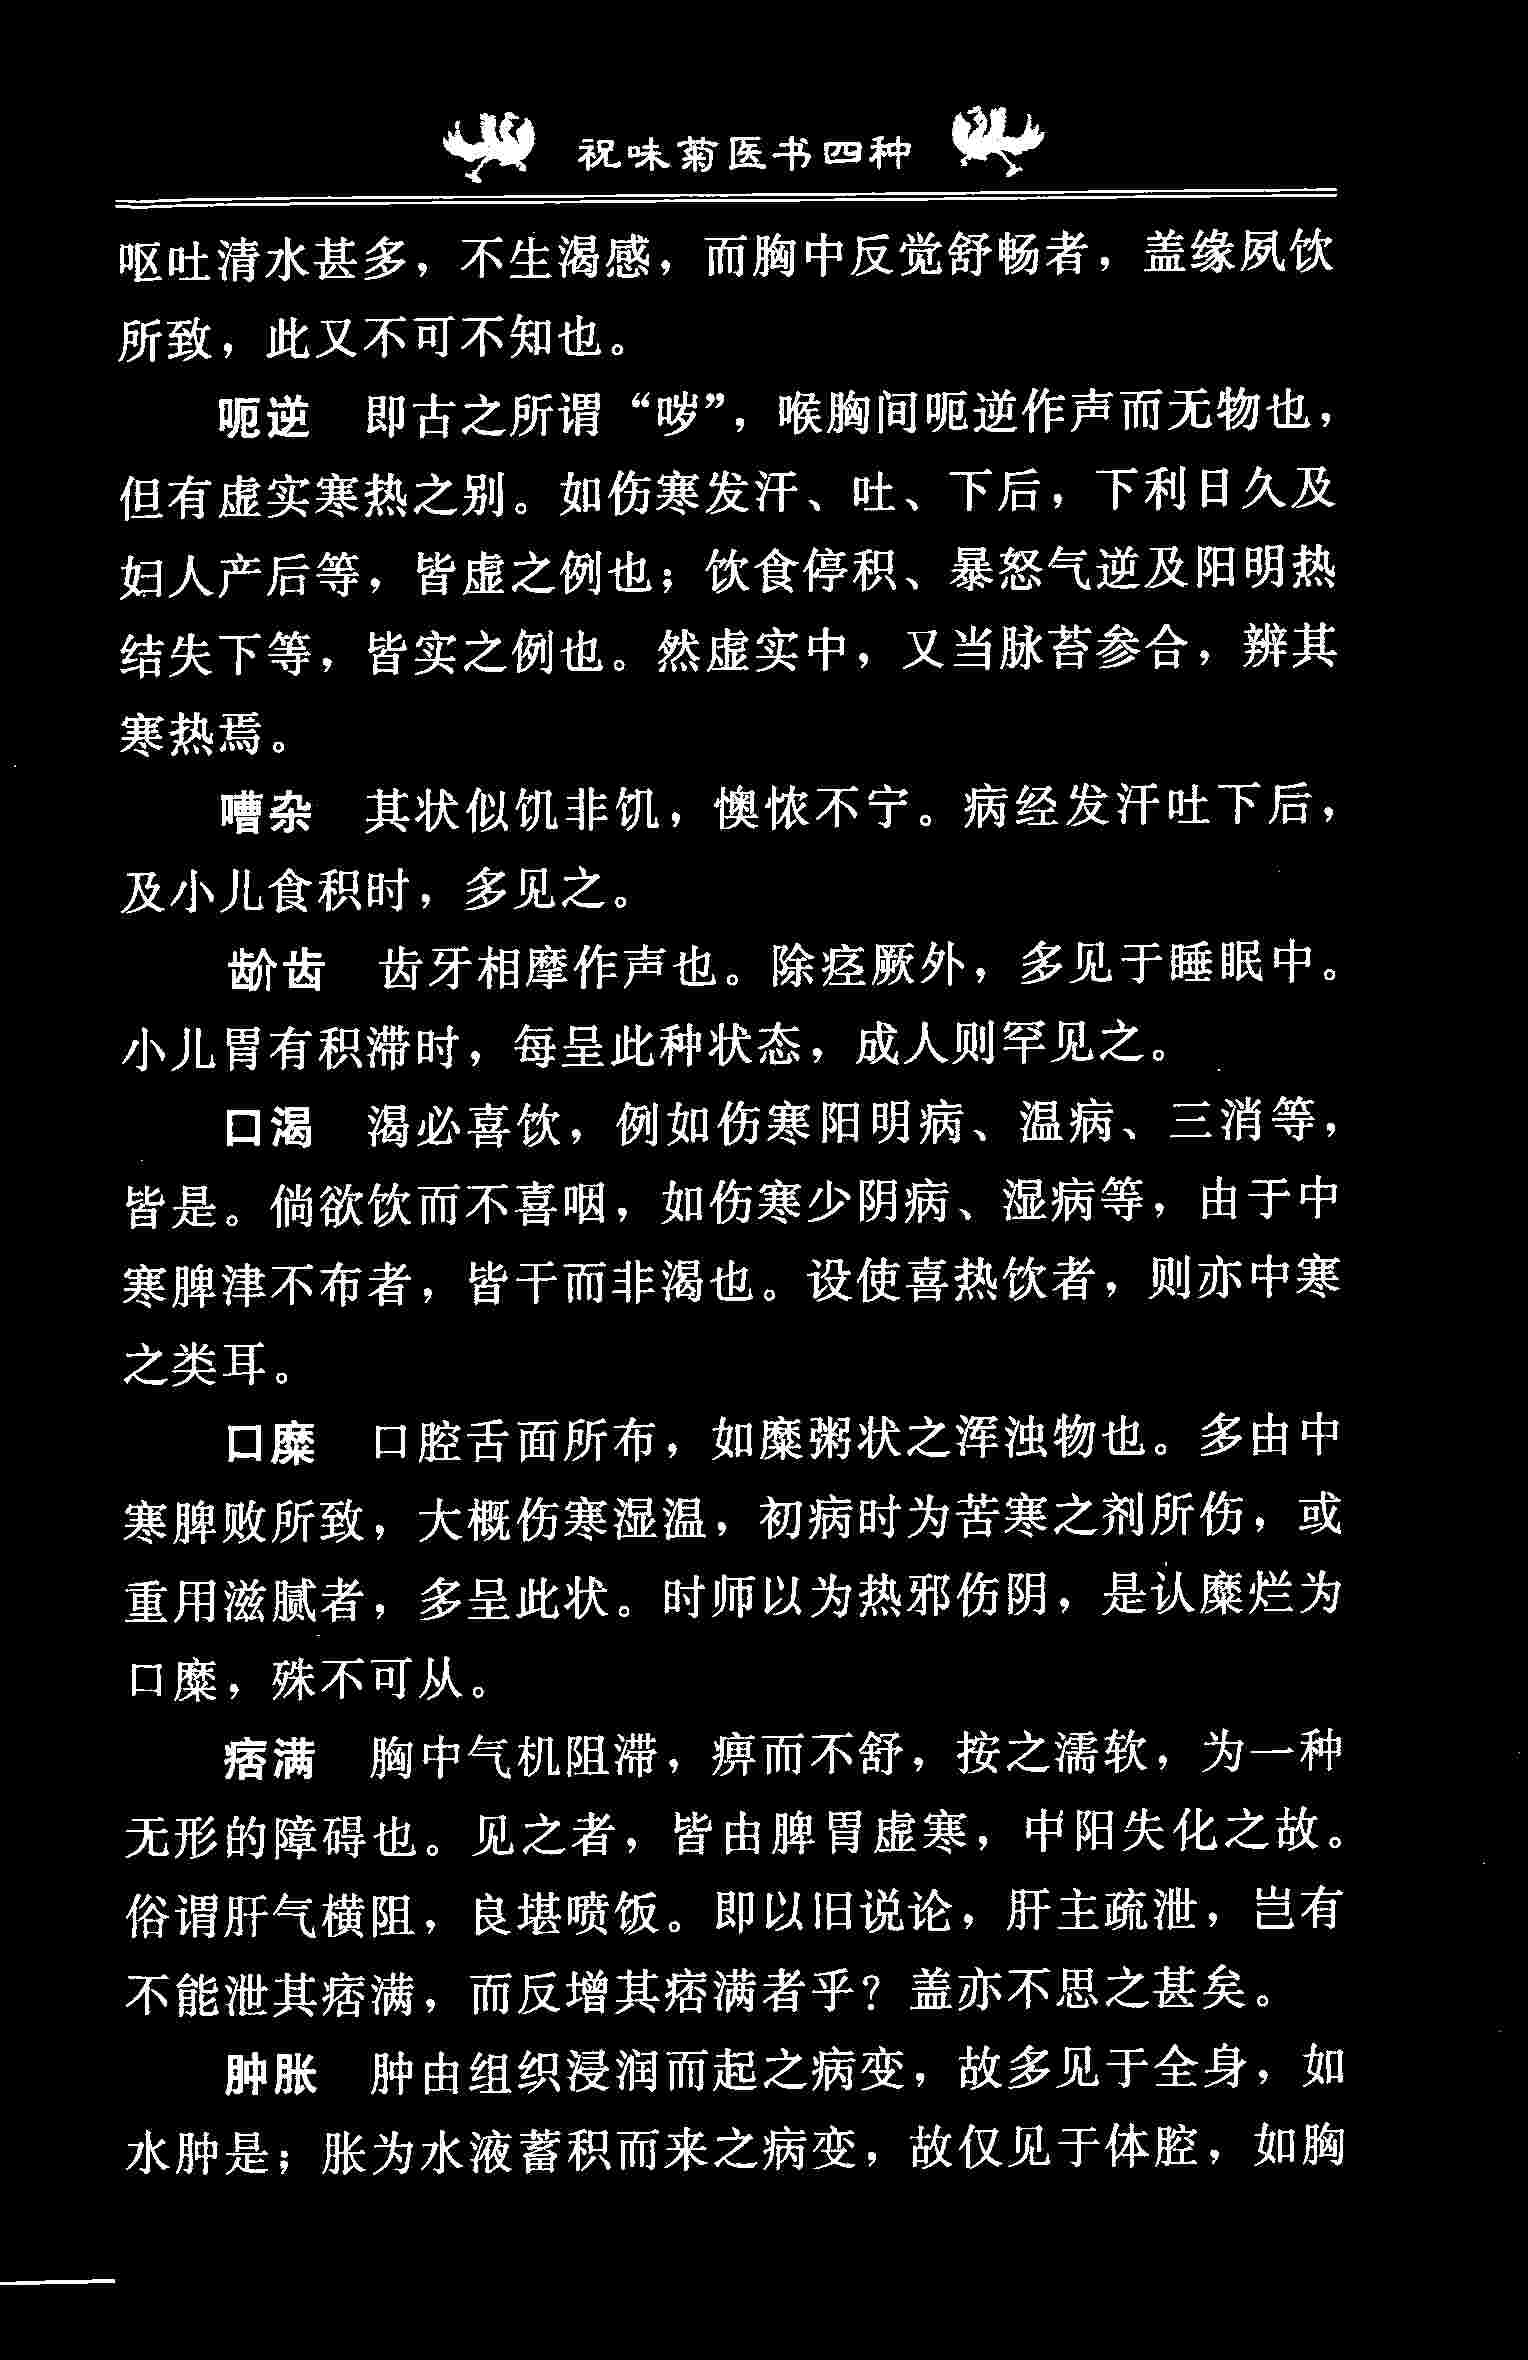 祝味菊医书四种
呕吐清水甚多，不生渴感，而胸中反觉舒畅者，盖缘夙饮
所致，此又不可不知也。
呃逆　即古之所谓“哕”，喉胸间呃逆作声而无物也，
但有虚实寒热之别。如伤寒发汗、吐、下后，下利日久及
妇人产后等，皆虚之例也；饮食停积、暴怒气逆及阳明热
结失下等，皆实之例也。然虚实中，又当脉苔参合，辨其
寒热焉。
嘈杂　其状似饥非饥，懊侬不宁。病经发汗吐下后，
及小儿食积时，多见之。
龂齿　齿牙相摩作声也。除痉厥外，多见于睡眠中。
小儿胃有积滞时，每呈此种状态，成人则罕见之。
口渴　渴必喜饮，例如伤寒阳明病、温病、三消等，
皆是。倘欲饮而不喜咽，如伤寒少阴病、湿病等，由于中
寒脾津不布者，皆干而非渴也。设使喜热饮者，则亦中寒
之类耳。
口糜　口腔舌面所布，如糜粥状之浑浊物也。多由中
寒脾败所致，大概伤寒湿温，初病时为苦寒之剂所伤，或
重用滋腻者，多呈此状。时师以为热邪伤阴，是认糜烂为
口糜，殊不可从。
痞满　胸中气机阻滞，痹而不舒，按之濡软，为一种
无形的障碍也。见之者，皆由脾胃虚寒，中阳失化之故。
俗谓肝气横阻，良堪喷饭。即以旧说论，肝主疏泄，岂有
不能泄其痞满，而反增其痞满者乎？盖亦不思之甚矣。
肿胀　肿由组织浸润而起之病变，故多见于全身，如
水肿是；胀为水液蓄积而来之病变，故仅见于体腔，如胸